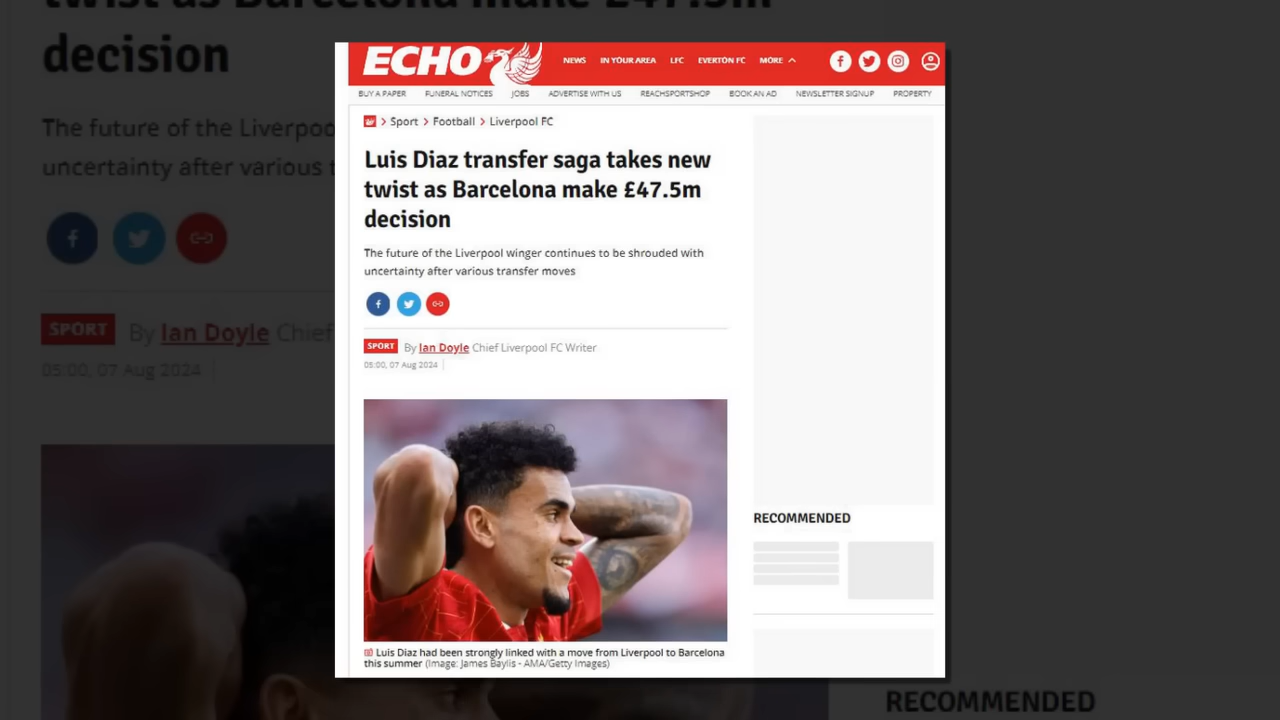 twist as Barcelona make £47.5m
decision
The future of the Liverpoo
uncertainty after various t
SPORT By Ian Doyle Chief
05:00, 07 Aug 2024
RECOMMENDED
ECHO
NEWS IN YOUR AREA LFC EVERTON FC MORE
BUY A PAPER FUNERAL NOTICES JOBS ADVERTISE WITH US REACHSPORTSHOP BOOK AN AD NEWSLETTER SIGNUP PROPERTY
Sport > Football > Liverpool FC
Luis Diaz transfer saga takes new
twist as Barcelona make £47.5m
decision
The future of the Liverpool winger continues to be shrouded with
uncertainty after various transfer moves
SPORT By Ian Doyle Chief Liverpool FC Writer
05:00, 07 Aug 2024
Luis Diaz had been strongly linked with a move from Liverpool to Barcelona
this summer (Image: James Baylis - AMA/Getty Images)
RECOMMENDED